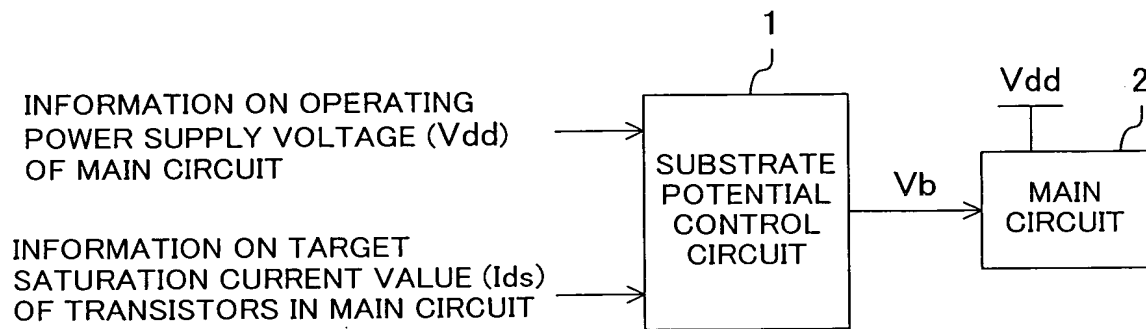 1
INFORMATION ON OPERATING
POWER SUPPLY VOLTAGE (Vdd)
OF MAIN CIRCUIT
SUBSTRATE
POTENTIAL
CONTROL
CIRCUIT
Vdd
2
Vb
MAIN
CIRCUIT
INFORMATION ON TARGET
SATURATION CURRENT VALUE (Ids)
OF TRANSISTORS IN MAIN CIRCUIT